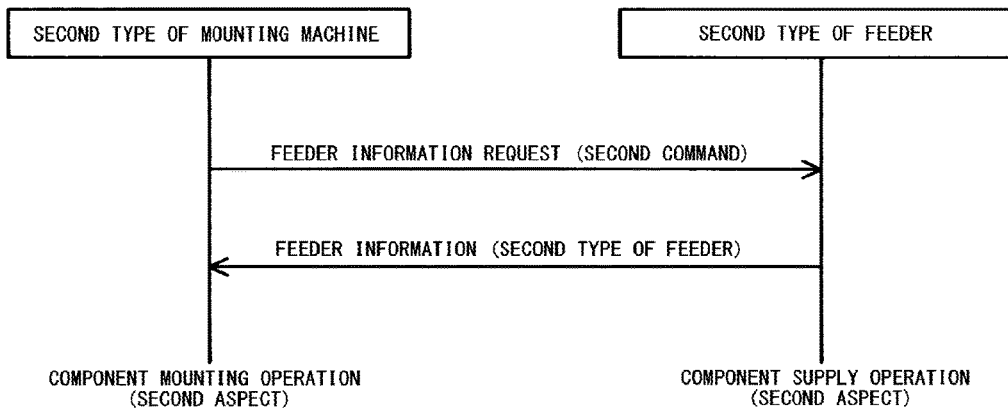 SECOND TYPE OF MOUNTING MACHINE
SECOND TYPE OF FEEDER
FEEDER INFORMATION REQUEST (SECOND COMMAND)
FEEDER INFORMATION (SECOND TYPE OF FEEDER)
COMPONENT MOUNTING OPERATION
(SECOND ASPECT)
COMPONENT SUPPLY OPERATION
(SECOND ASPECT)